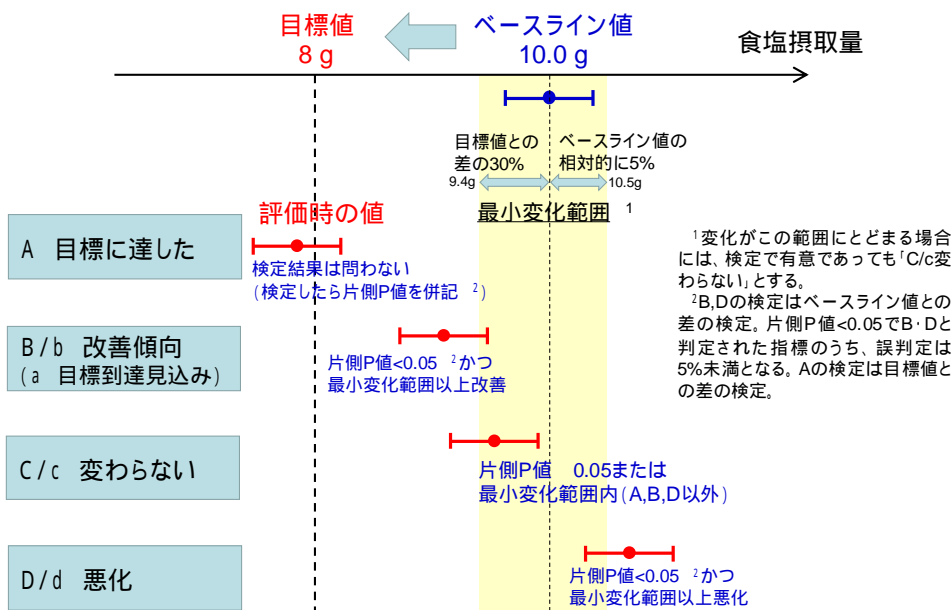 目標値
8 g
ベースライン値
10.0 g
食塩摂取量
目標値との
差の30%
ベースライン値の
相対的に5%
9.4g
10.5g
最小変化範囲 1
評価時の値
A 目標に達した
検定結果は問わない
(検定したら片側P値を併記 2)
B/b 改善傾向
(a 目標到達見込み)
片側P値<0.05 2かつ
最小変化範囲以上改善
C/c 変わらない
片側P値 0.05または
最小変化範囲内(A,B,D以外)
D/d 悪化
片側P値<0.05 2かつ
最小変化範囲以上悪化
1変化がこの範囲にとどまる場合
には、検定で有意であっても「C/c変
わらない」とする。
2B,Dの検定はベースライン値との
差の検定。片側P値<0.05でB・Dと
判定された指標のうち、誤判定は
5%未満となる。Aの検定は目標値と
の差の検定。